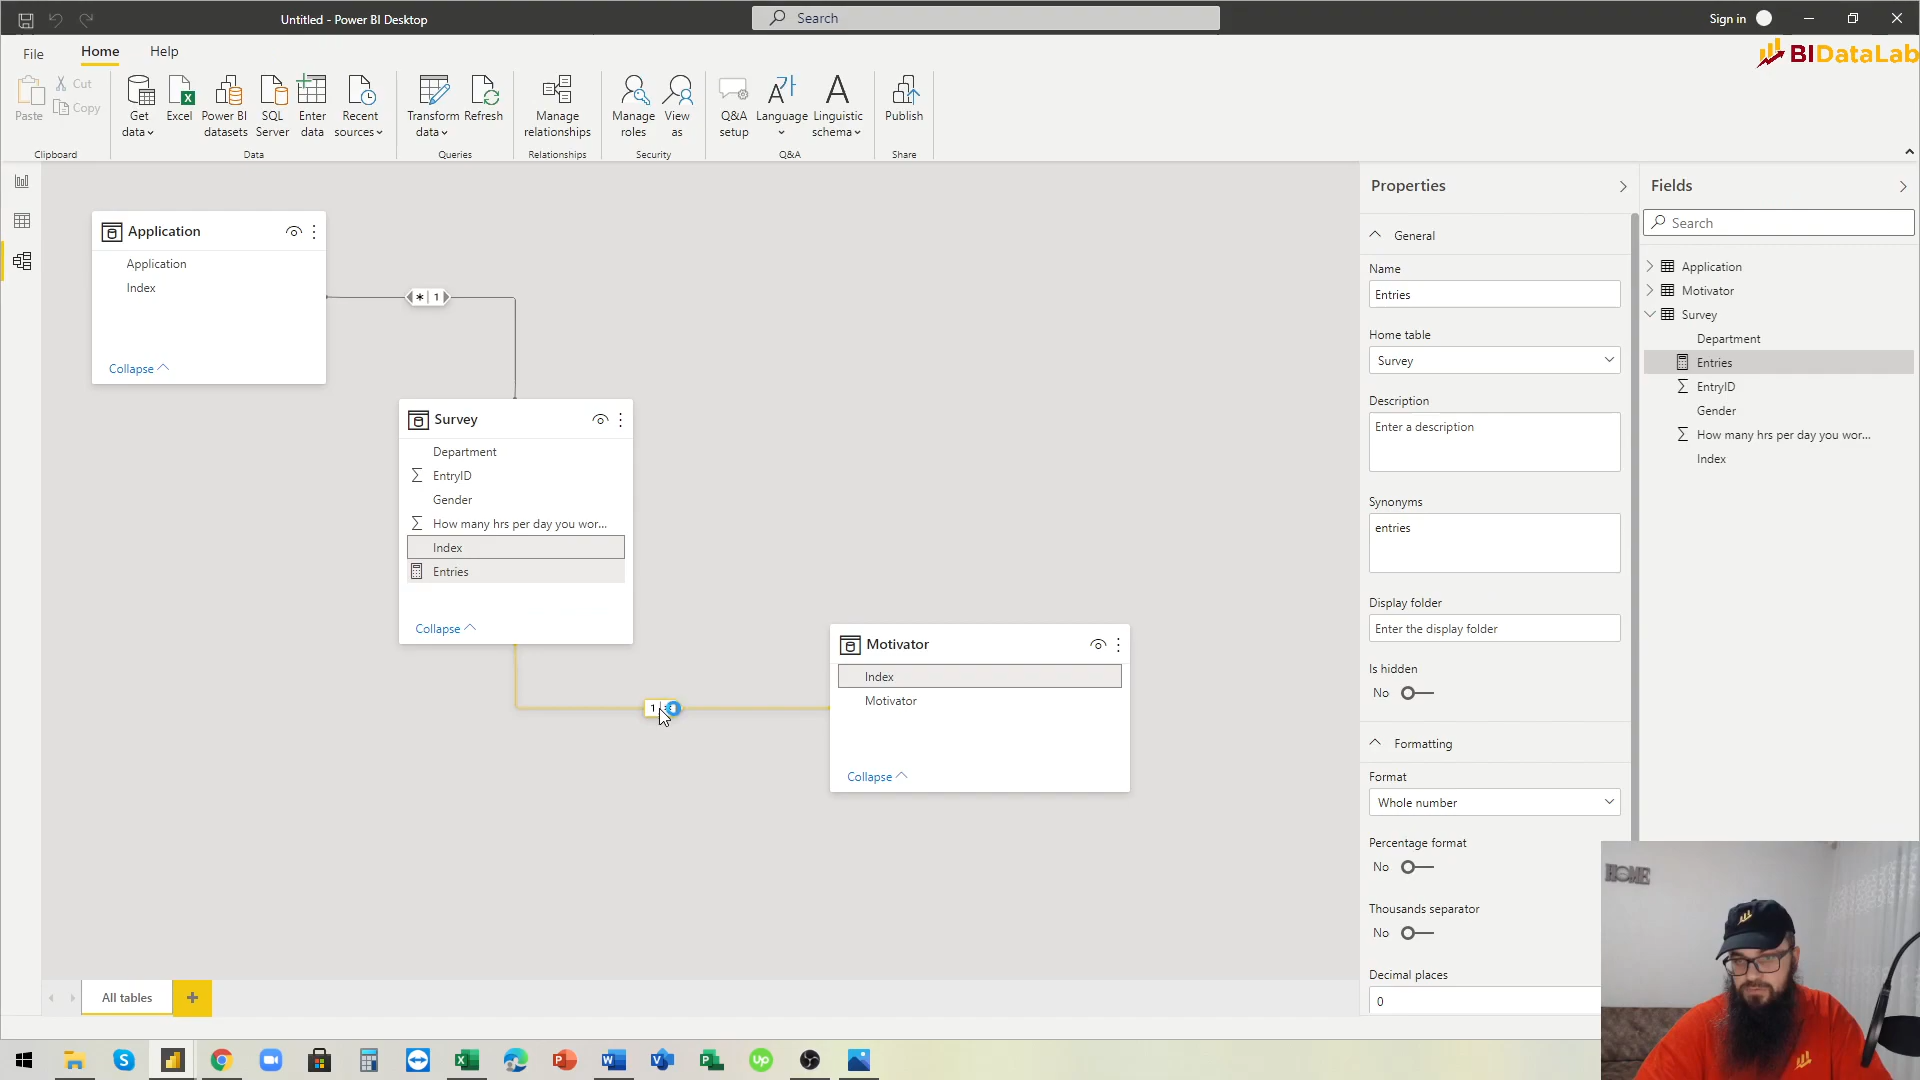 Untitled - Power BI Desktop
Search
Sign in
File
Home
Help
BIDataLab
Paste
Cut
Copy
Get data
Excel
Power BI datasets
SQL Server
Enter data
Recent sources
Transform data
Refresh
Manage relationships
Manage roles
View as
Q&A setup
Language
Linguistic schema
Publish
Clipboard
Data
Queries
Relationships
Security
Q&A
Share
Application
Application
Index
Collapse
* 1
Survey
Department
EntryID
Gender
How many hrs per day you wor...
Index
Entries
Collapse
1
Motivator
Index
Motivator
Collapse
Properties
General
Name
Entries
Home table
Survey
Description
Enter a description
Synonyms
entries
Display folder
Enter the display folder
Is hidden
No
Formatting
Format
Whole number
Percentage format
No
Thousands separator
No
Decimal places
0
Fields
Search
Application
Motivator
Survey
Department
Entries
EntryID
Gender
How many hrs per day you wor...
Index
HOME
All tables